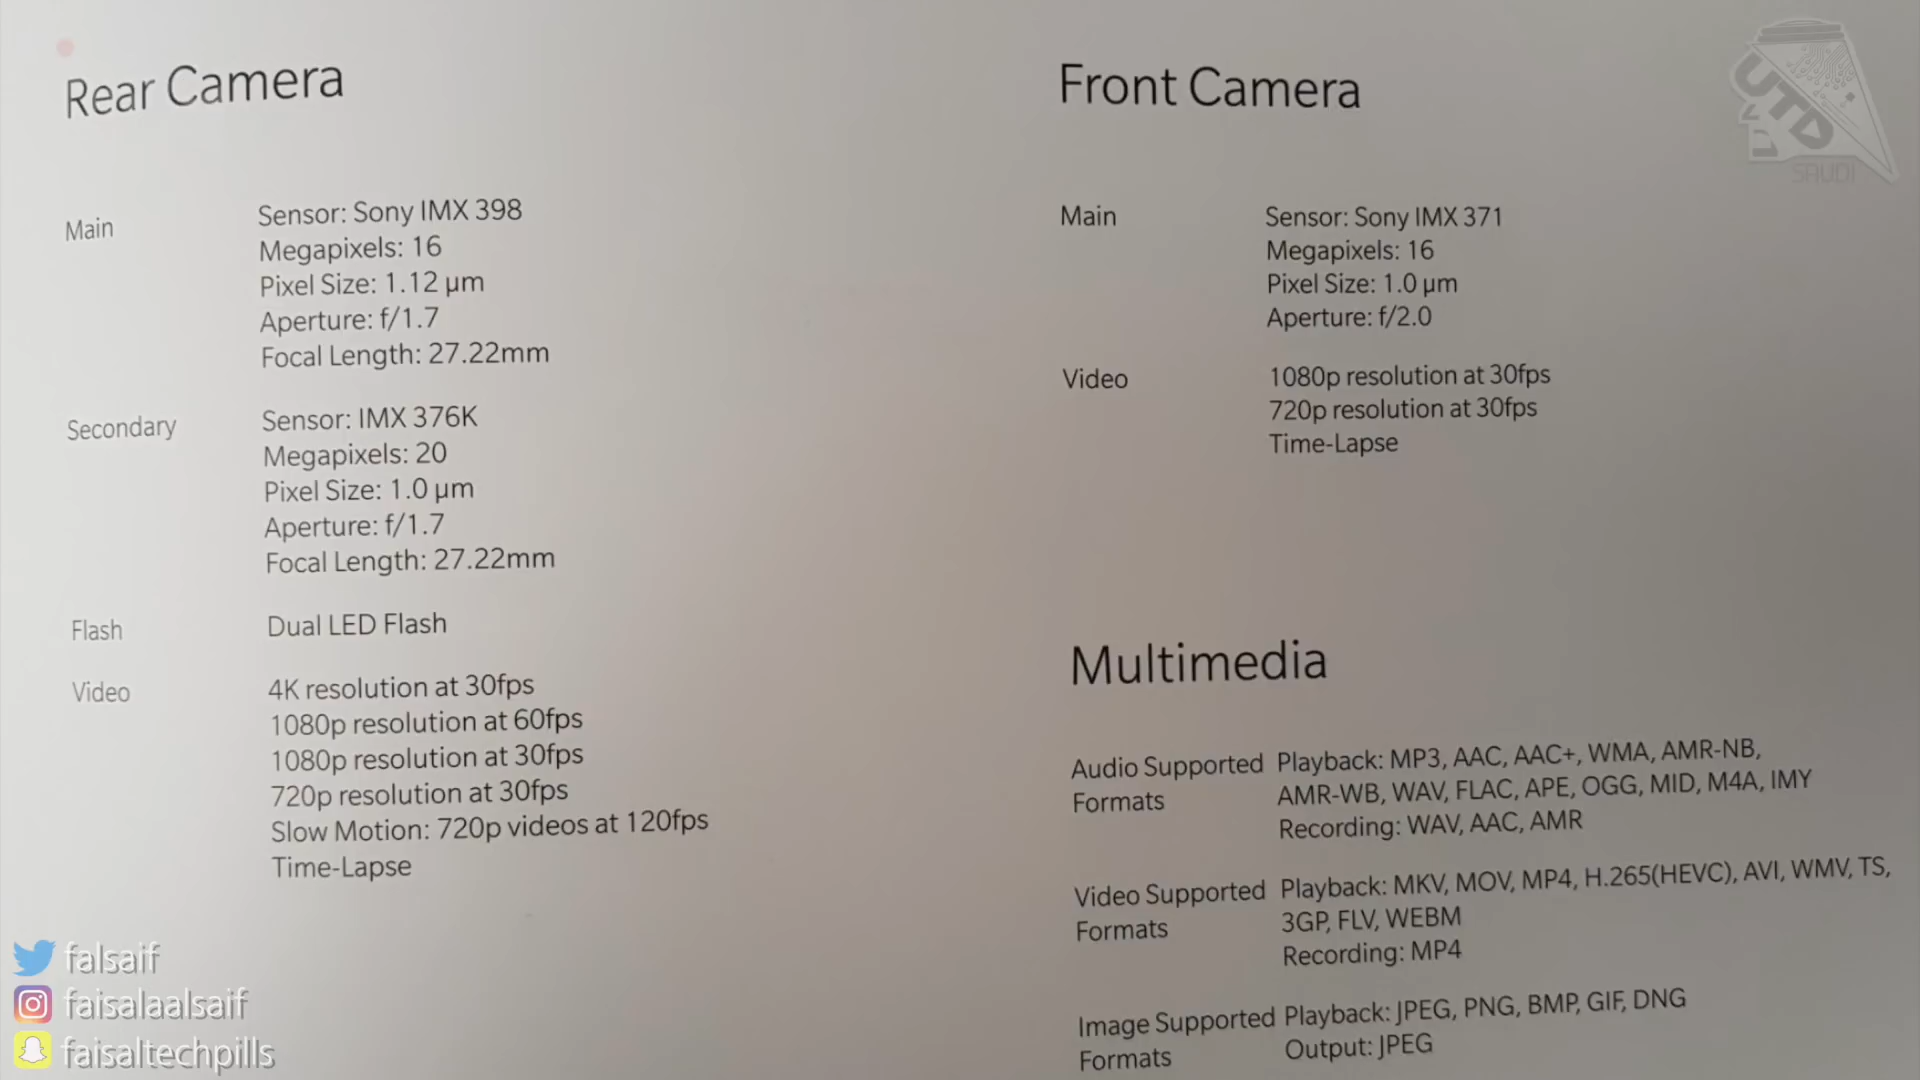 Rear Camera
Main
Sensor: Sony IMX 398
Megapixels: 16
Pixel Size: 1.12 µm
Aperture: f/1.7
Focal Length: 27.22mm
Secondary
Sensor: IMX 376K
Megapixels: 20
Pixel Size: 1.0 µm
Aperture: f/1.7
Focal Length: 27.22mm
Flash
Dual LED Flash
Video
4K resolution at 30fps
1080p resolution at 60fps
1080p resolution at 30fps
720p resolution at 30fps
Slow Motion: 720p videos at 120fps
Time-Lapse
Front Camera
Main
Sensor: Sony IMX 371
Megapixels: 16
Pixel Size: 1.0 µm
Aperture: f/2.0
Video
1080p resolution at 30fps
720p resolution at 30fps
Time-Lapse
Multimedia
Audio Supported
Formats
Playback: MP3, AAC, AAC+, WMA, AMR-NB,
AMR-WB, WAV, FLAC, APE, OGG, MID, M4A, IMY
Recording: WAV, AAC, AMR
Video Supported
Formats
Playback: MKV, MOV, MP4, H.265(HEVC), AVI, WMV, TS,
3GP, FLV, WEBM
Recording: MP4
Image Supported
Formats
Playback: JPEG, PNG, BMP, GIF, DNG
Output: JPEG
falsaif
faisalaalsaif
faisaltechpills
UTD
SAUDI